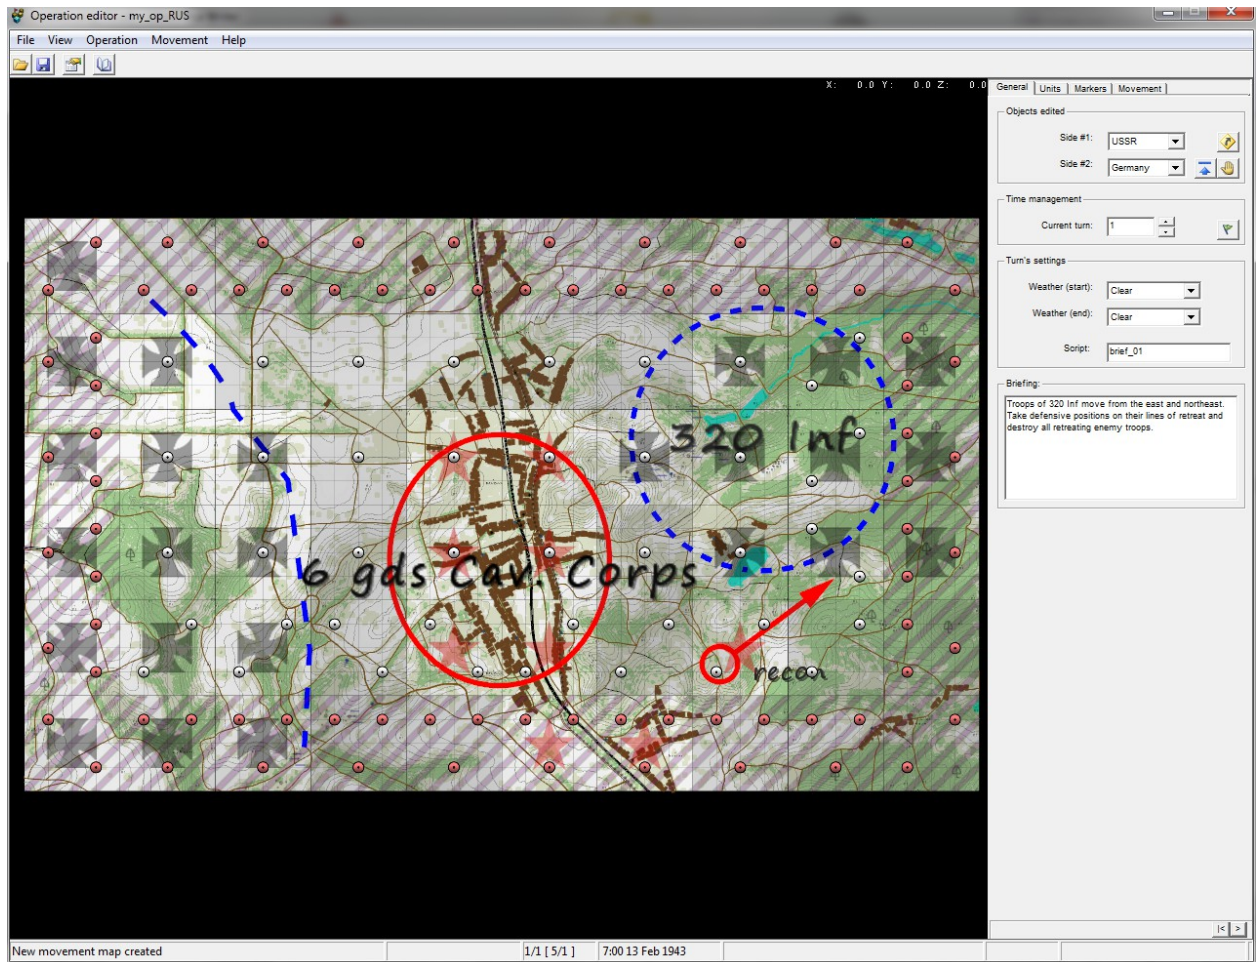 Operation editor - my_op_RUS
File View Operation Movement Help
X: 0.0 Y: 0.0 Z: 0.0
General Units Markers Movement
Objects edited
Side #1: USSR
Side #2: Germany
Time management
Current turn: 1
Turn's settings
Weather (start): Clear
Weather (end): Clear
Script: brief_01
Briefing:
Troops of 320 Inf move from the east and northeast.
Take defensive positions on their lines of retreat and
destroy all retreating enemy troops.
320 Inf
6 gds Cav. Corps
recon
|< >
New movement map created 1/1 [ 5/1 ] 7:00 13 Feb 1943